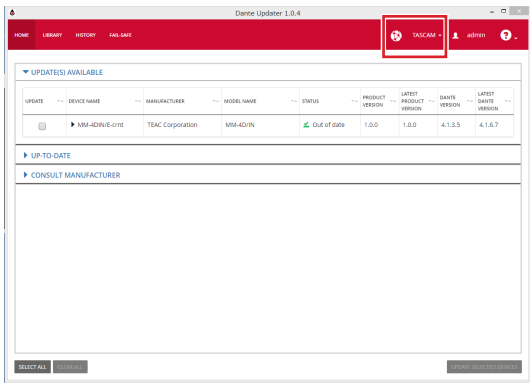 Dante Updater 1.0.4
HOME LIBRARY HISTORY FAIL-SAFE TASCAM admin ?
UPDATE(S) AVAILABLE
UPDATE DEVICE NAME MANUFACTURER MODEL NAME STATUS PRODUCT VERSION LATEST PRODUCT VERSION DANTE VERSION LATEST DANTE VERSION
MM-4DIN/E-crnt TEAC Corporation MM-4D/IN Out of date 1.0.0 1.0.0 4.1.3.5 4.1.6.7
UP-TO-DATE
CONSULT MANUFACTURER
SELECT ALL CLEAR ALL UPDATE SELECTED DEVICES